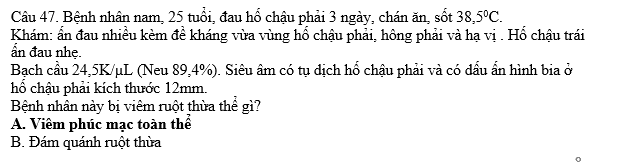 Câu 47. Bệnh nhân nam, 25 tuổi, đau hố chậu phải 3 ngày, chán ăn, sốt 38,5⁰C.
Khám: ấn đau nhiều kèm đề kháng vừa vùng hố chậu phải, hông phải và hạ vị . Hố chậu trái
ấn đau nhẹ.
Bạch cầu 24,5K/µL (Neu 89,4%). Siêu âm có tụ dịch hố chậu phải và có dấu ấn hình bia ở
hố chậu phải kích thước 12mm.
Bệnh nhân này bị viêm ruột thừa thể gì?
A. Viêm phúc mạc toàn thể
B. Đám quánh ruột thừa